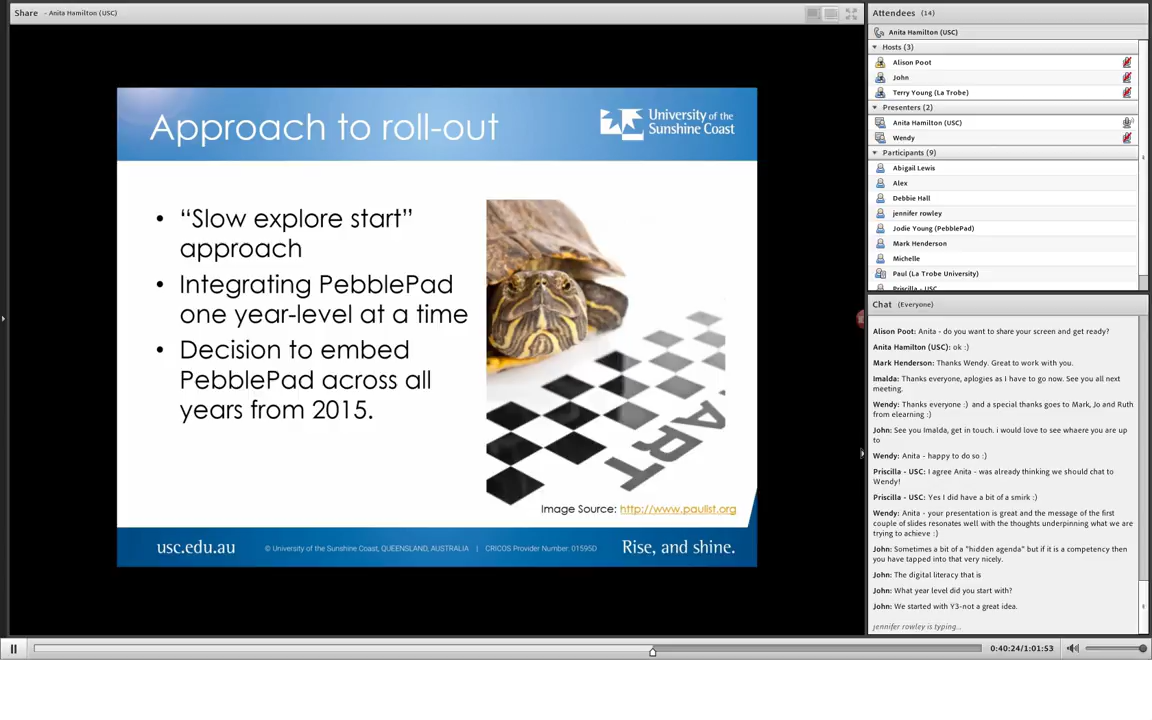 Share - Anita Hamilton (USC)
Approach to roll-out
University of the
Sunshine Coast
• “Slow explore start”
approach
• Integrating PebblePad
one year-level at a time
• Decision to embed
PebblePad across all
years from 2015.
ART
Image Source: http://www.paulist.org
usc.edu.au
© University of the Sunshine Coast, QUEENSLAND, AUSTRALIA | CRICOS Provider Number: 01595D
Rise, and shine.
Attendees (14)
Anita Hamilton (USC)
Hosts (3)
Alison Poot
John
Terry Young (La Trobe)
Presenters (2)
Anita Hamilton (USC)
Wendy
Participants (9)
Abigail Lewis
Alex
Debbie Hall
jennifer rowley
Jodie Young (PebblePad)
Mark Henderson
Michelle
Paul (La Trobe University)
Priscilla - USC
Chat (Everyone)
Alison Poot: Anita - do you want to share your screen and get ready?
Anita Hamilton (USC): ok :)
Mark Henderson: Thanks Wendy. Great to work with you.
Imalda: Thanks everyone, aplogies as I have to go now. See you all next
meeting.
Wendy: Thanks everyone :) and a special thanks goes to Mark, Jo and Ruth
from elearning :)
John: See you Imalda, get in touch. i would love to see whaere you are up
to
Wendy: Anita - happy to do so :)
Priscilla - USC: I agree Anita - was already thinking we should chat to
Wendy!
Priscilla - USC: Yes I did have a bit of a smirk :)
Wendy: Anita - your presentation is great and the message of the first
couple of slides resonates well with the thoughts underpinning what we are
trying to achieve :)
John: Sometimes a bit of a "hidden agenda" but if it is a competency then
you have tapped into that very nicely.
John: The digital literacy that is
John: What year level did you start with?
John: We started with Y3-not a great idea.
jennifer rowley is typing...
0:40:24/1:01:53